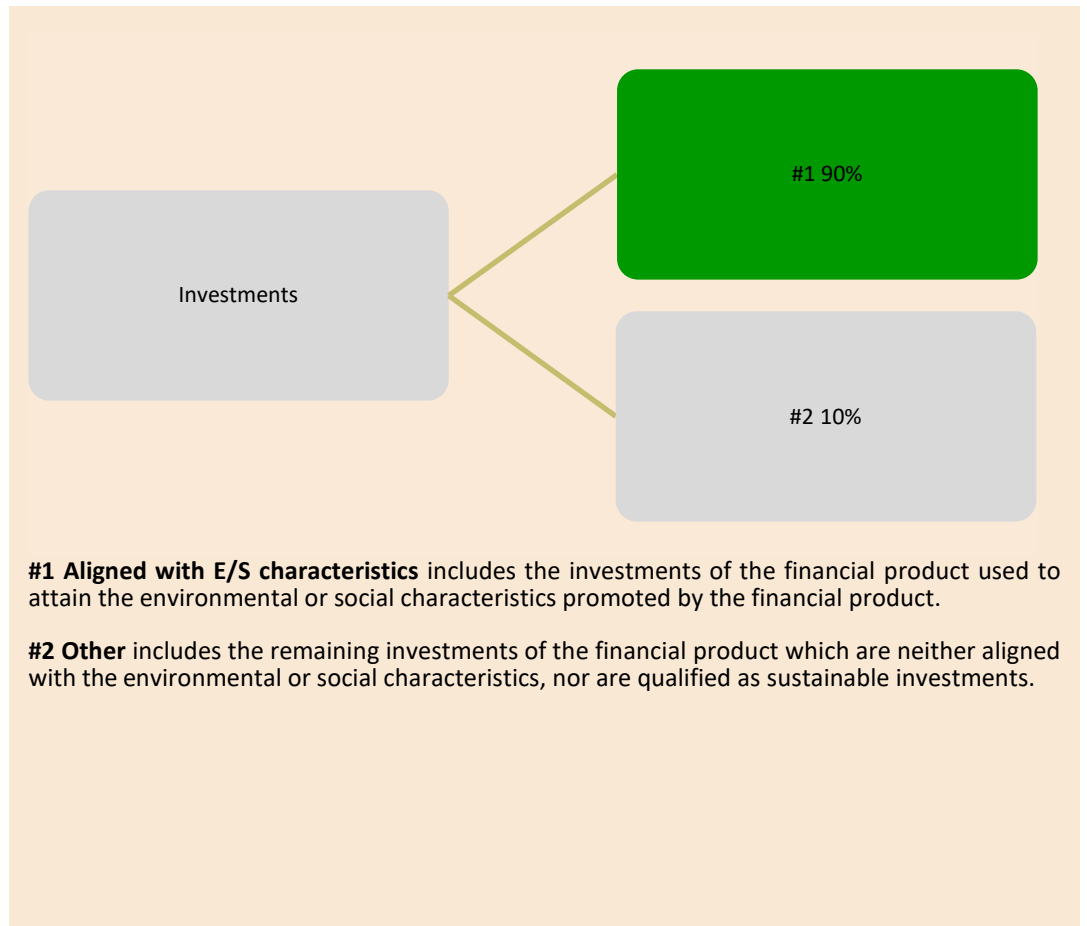 #1 90%
Investments
#2 10%
#1 Aligned with E/S characteristics includes the investments of the financial product used to
attain the environmental or social characteristics promoted by the financial product.
#2 Other includes the remaining investments of the financial product which are neither aligned
with the environmental or social characteristics, nor are qualified as sustainable investments.